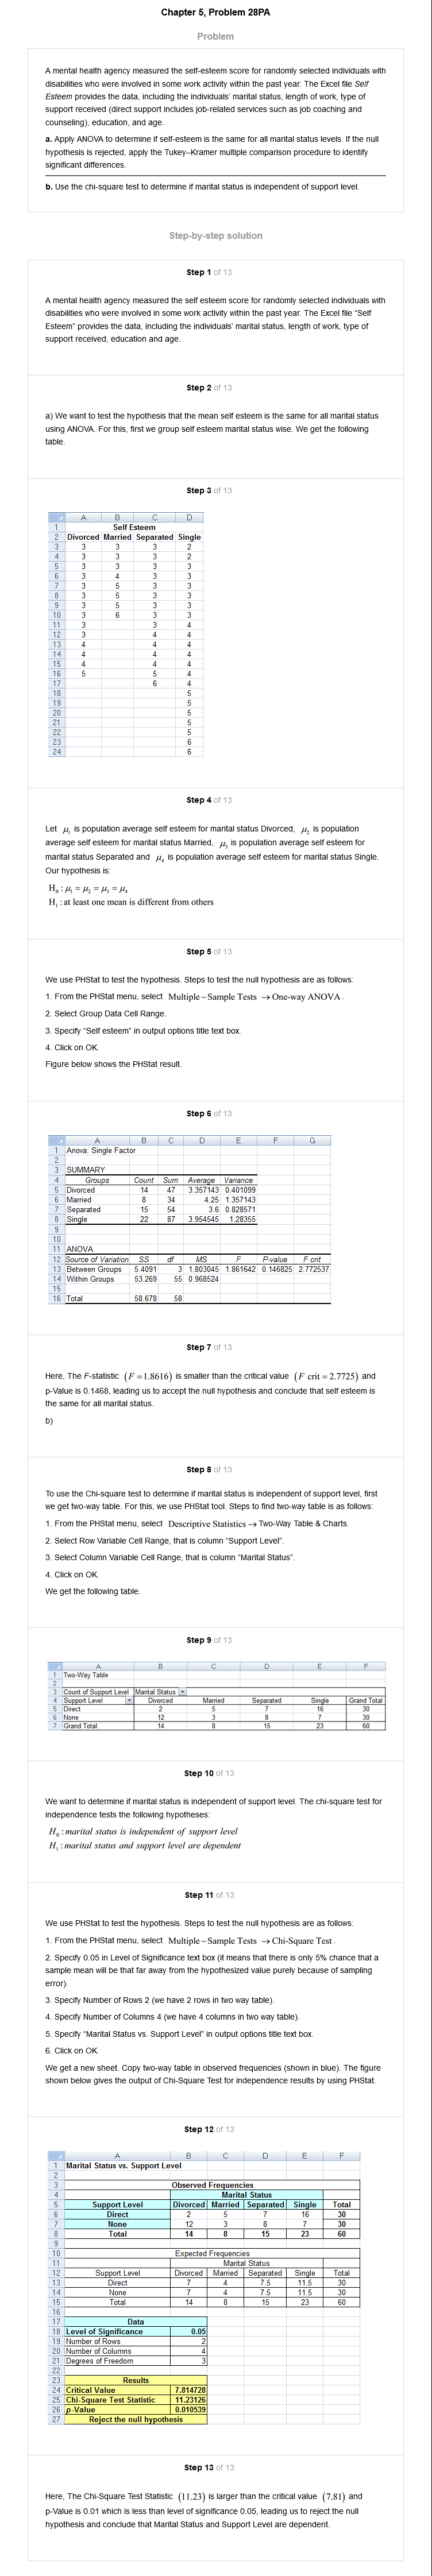 Chapter 5, Problem 28PA
Problem
A mental health agency measured the self-esteem score for randomly selected individuals with
disabilities who were involved in some work activity within the past year. The Excel file Self
Esteem provides the data, including the individuals' marital status, length of work, type of
support received (direct support includes job-related services such as job coaching and
counseling), education, and age.
a. Apply ANOVA to determine if self-esteem is the same for all marital status levels. If the null
hypothesis is rejected, apply the Tukey–Kramer multiple comparison procedure to identify
significant differences.
b. Use the chi-square test to determine if marital status is independent of support level.
Step-by-step solution
Step 1 of 13
A mental health agency measured the self esteem score for randomly selected individuals with
disabilities who were involved in some work activity within the past year. The Excel file "Self
Esteem" provides the data, including the individuals' marital status, length of work, type of
support received, education and age.
Step 2 of 13
a) We want to test the hypothesis that the mean self esteem is the same for all marital status
using ANOVA. For this, first we group self esteem marital status wise. We get the following
table.
Step 3 of 13
A B C D
1 Self Esteem
2 Divorced Married Separated Single
3 3 3 3 2
4 3 3 3 2
5 3 3 3 3
6 3 4 3 3
7 3 5 3 3
8 3 5 3 3
9 3 5 3 3
10 3 6 3 3
11 3 3 4
12 3 4 4
13 4 4 4
14 4 4 4
15 4 4 4
16 5 5 4
17 6 4
18 5
19 5
20 5
21 5
22 5
23 6
24 6
Step 4 of 13
Let μ₁ is population average self esteem for marital status Divorced, μ₂ is population
average self esteem for marital status Married, μ₃ is population average self esteem for
marital status Separated and μ₄ is population average self esteem for marital status Single.
Our hypothesis is:
H₀ : μ₁ = μ₂ = μ₃ = μ₄
H₁ : at least one mean is different from others
Step 5 of 13
We use PHStat to test the hypothesis. Steps to test the null hypothesis are as follows:
1. From the PHStat menu, select Multiple – Sample Tests → One-way ANOVA .
2. Select Group Data Cell Range.
3. Specify "Self esteem" in output options title text box.
4. Click on OK.
Figure below shows the PHStat result.
Step 6 of 13
A B C D E F G
1 Anova: Single Factor
2
3 SUMMARY
4 Groups Count Sum Average Variance
5 Divorced 14 47 3.357143 0.401099
6 Married 8 34 4.25 1.357143
7 Separated 15 54 3.6 0.828571
8 Single 22 87 3.954545 1.28355
9
10
11 ANOVA
12 Source of Variation SS df MS F P-value F crit
13 Between Groups 5.4091 3 1.803045 1.861642 0.146825 2.772537
14 Within Groups 53.269 55 0.968524
15
16 Total 58.678 58
Step 7 of 13
Here, The F-statistic (F = 1.8616) is smaller than the critical value (F crit = 2.7725) and
p-Value is 0.1468, leading us to accept the null hypothesis and conclude that self esteem is
the same for all marital status.
b)
Step 8 of 13
To use the Chi-square test to determine if marital status is independent of support level, first
we get two-way table. For this, we use PHStat tool. Steps to find two-way table is as follows:
1. From the PHStat menu, select Descriptive Statistics → Two-Way Table & Charts.
2. Select Row Variable Cell Range, that is column "Support Level".
3. Select Column Variable Cell Range, that is column "Marital Status".
4. Click on OK.
We get the following table.
Step 9 of 13
A B C D E F
1 Two-Way Table
2
3 Count of Support Level Marital Status
4 Support Level Divorced Married Separated Single Grand Total
5 Direct 2 5 7 16 30
6 None 12 3 8 7 30
7 Grand Total 14 8 15 23 60
Step 10 of 13
We want to determine if marital status is independent of support level. The chi-square test for
independence tests the following hypotheses:
H₀ : marital status is independent of support level
H₁ : marital status and support level are dependent
Step 11 of 13
We use PHStat to test the hypothesis. Steps to test the null hypothesis are as follows:
1. From the PHStat menu, select Multiple – Sample Tests → Chi-Square Test .
2. Specify 0.05 in Level of Significance text box (it means that there is only 5% chance that a
sample mean will be that far away from the hypothesized value purely because of sampling
error).
3. Specify Number of Rows 2 (we have 2 rows in two way table).
4. Specify Number of Columns 4 (we have 4 columns in two way table).
5. Specify "Marital Status vs. Support Level" in output options title text box.
6. Click on OK.
We get a new sheet. Copy two-way table in observed frequencies (shown in blue). The figure
shown below gives the output of Chi-Square Test for independence results by using PHStat.
Step 12 of 13
A B C D E F
1 Marital Status vs. Support Level
2
3 Observed Frequencies
4 Marital Status
5 Support Level Divorced Married Separated Single Total
6 Direct 2 5 7 16 30
7 None 12 3 8 7 30
8 Total 14 8 15 23 60
9
10 Expected Frequencies
11 Marital Status
12 Support Level Divorced Married Separated Single Total
13 Direct 7 4 7.5 11.5 30
14 None 7 4 7.5 11.5 30
15 Total 14 8 15 23 60
16
17 Data
18 Level of Significance 0.05
19 Number of Rows 2
20 Number of Columns 4
21 Degrees of Freedom 3
22
23 Results
24 Critical Value 7.814728
25 Chi-Square Test Statistic 11.23126
26 p-Value 0.010539
27 Reject the null hypothesis
Step 13 of 13
Here, The Chi-Square Test Statistic (11.23) is larger than the critical value (7.81) and
p-Value is 0.01 which is less than level of significance 0.05, leading us to reject the null
hypothesis and conclude that Marital Status and Support Level are dependent.